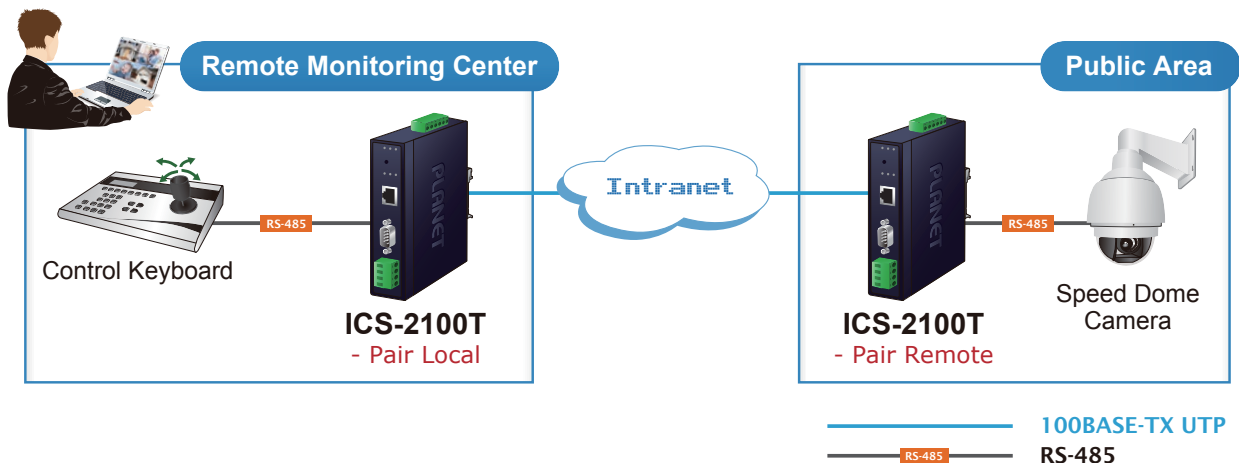 Remote Monitoring Center
Public Area
PLANET
Intranet
PLANET
RS-485
RS-485
Control Keyboard
ICS-2100T
- Pair Local
ICS-2100T
- Pair Remote
Speed Dome
Camera
100BASE-TX UTP
RS-485
RS-485